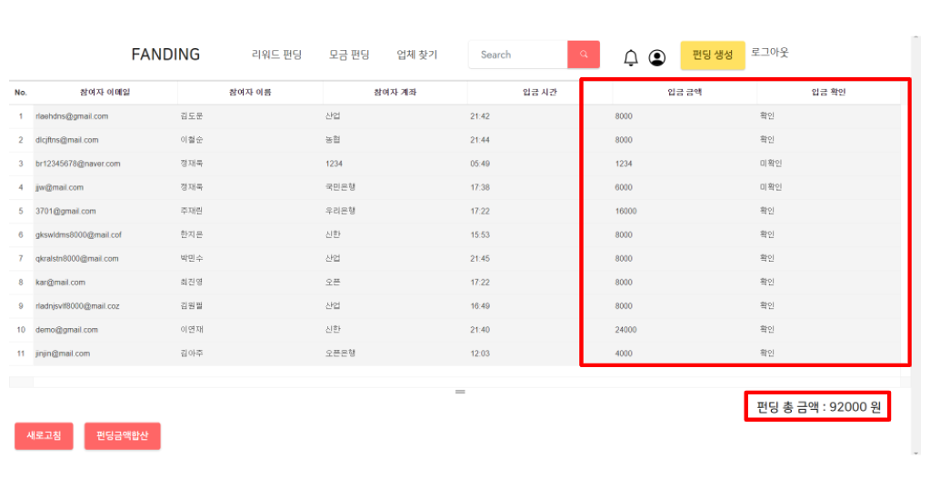 FANDING 리워드 펀딩 모금 펀딩 업체 찾기 Search 펀딩 생성 로그아웃
No. 참여자 이메일 참여자 이름 참여자 계좌 입금 시간 입금 금액 입금 확인
1 rlaehdns@gmail.com 김도운 산업 21:42 8000 확인
2 dlcjftns@mail.com 이철순 농협 21:44 8000 확인
3 br12345678@naver.com 정재욱 1234 05:49 1234 미확인
4 jjw@mail.com 정재욱 국민은행 17:38 6000 미확인
5 3701@gmail.com 주재린 우리은행 17:22 16000 확인
6 gkswldms8000@mail.cof 한지은 신한 15:53 8000 확인
7 qkralstn8000@mail.com 박민수 산업 21:45 8000 확인
8 kar@mail.com 최진영 오픈 17:22 8000 확인
9 rladnjsvlf8000@mail.coz 김원필 산업 16:49 8000 확인
10 demo@gmail.com 이연재 신한 21:40 24000 확인
11 jinjin@mail.com 김아주 오픈은행 12:03 4000 확인
펀딩 총 금액 : 92000 원
새로고침 펀딩금액합산